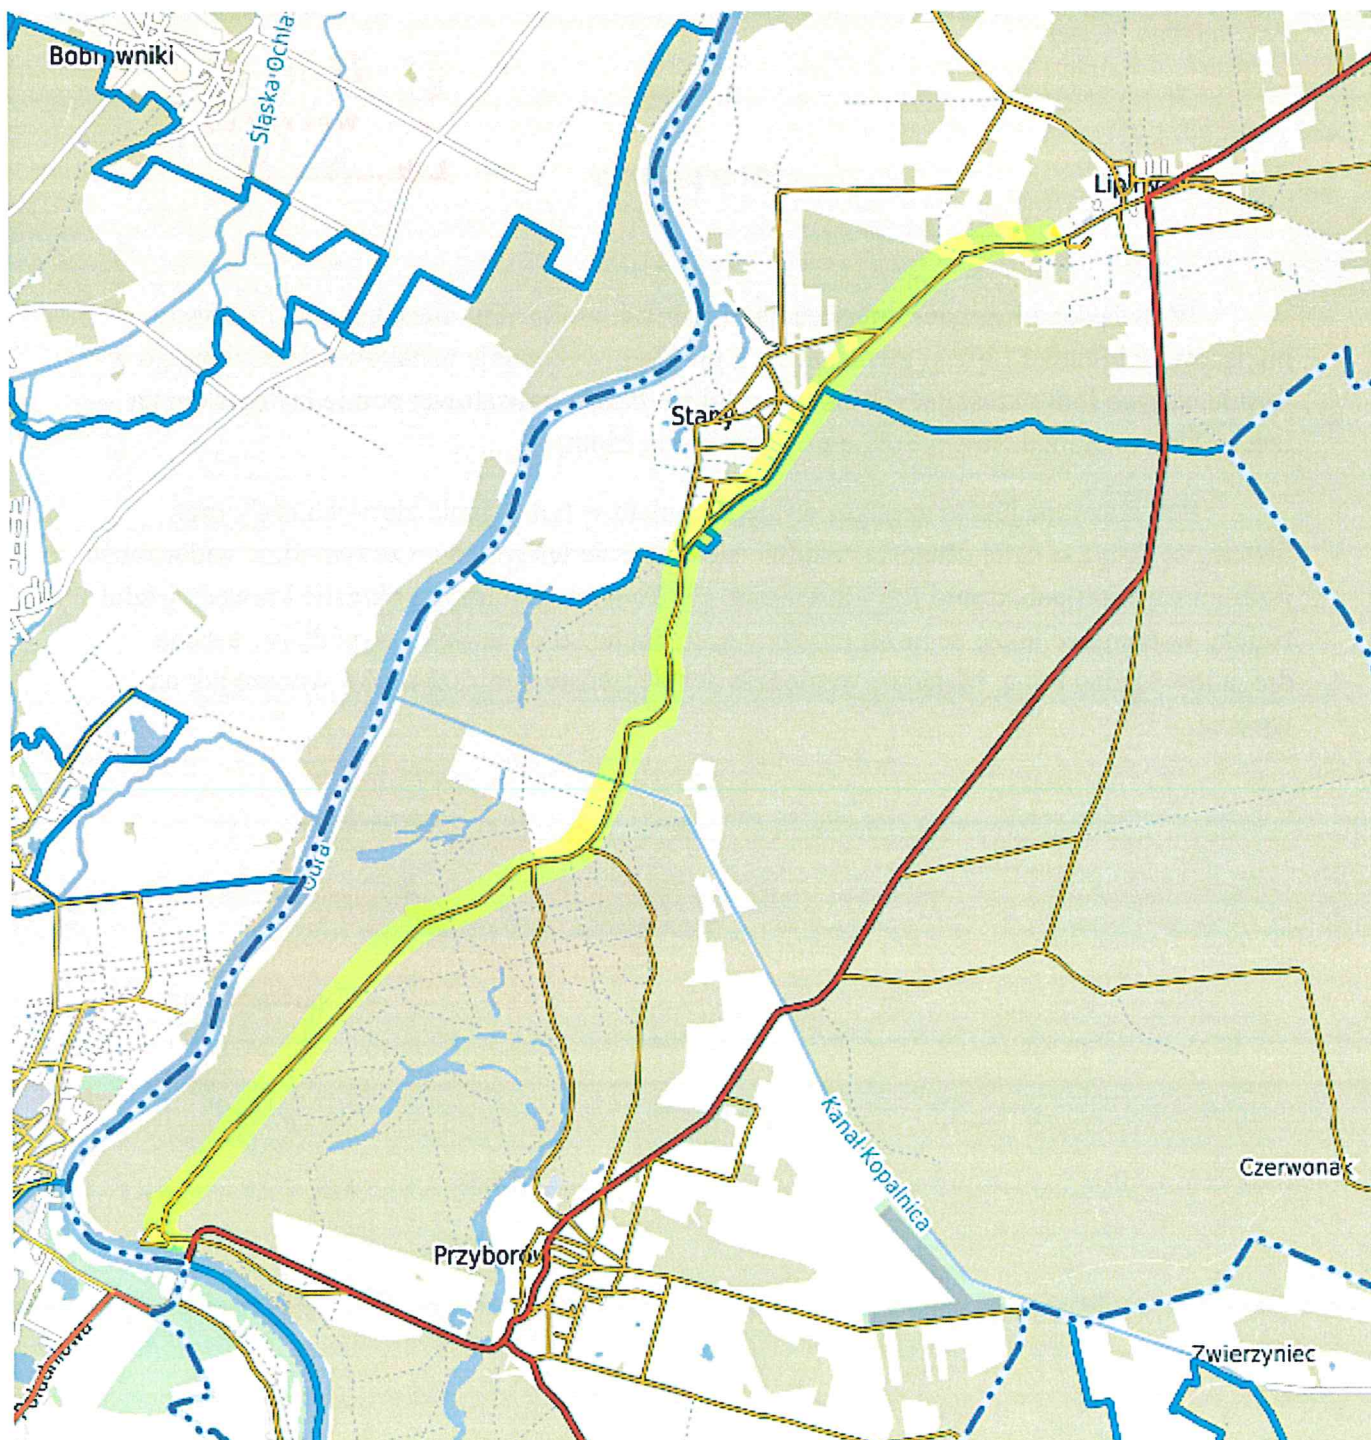 Bobrowniki
Śląska Ochla
Lipiny
Stany
Odra
Kanał Kopalnica
Czerwonak
Przyborów
Zwierzyniec